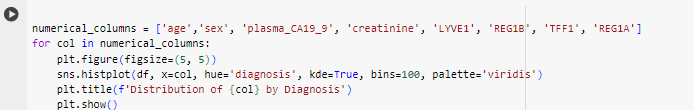 numerical_columns = ['age','sex', 'plasma_CA19_9', 'creatinine', 'LYVE1', 'REG1B', 'TFF1', 'REG1A']
for col in numerical_columns:
    plt.figure(figsize=(5, 5))
    sns.histplot(df, x=col, hue='diagnosis', kde=True, bins=100, palette='viridis')
    plt.title(f'Distribution of {col} by Diagnosis')
    plt.show()